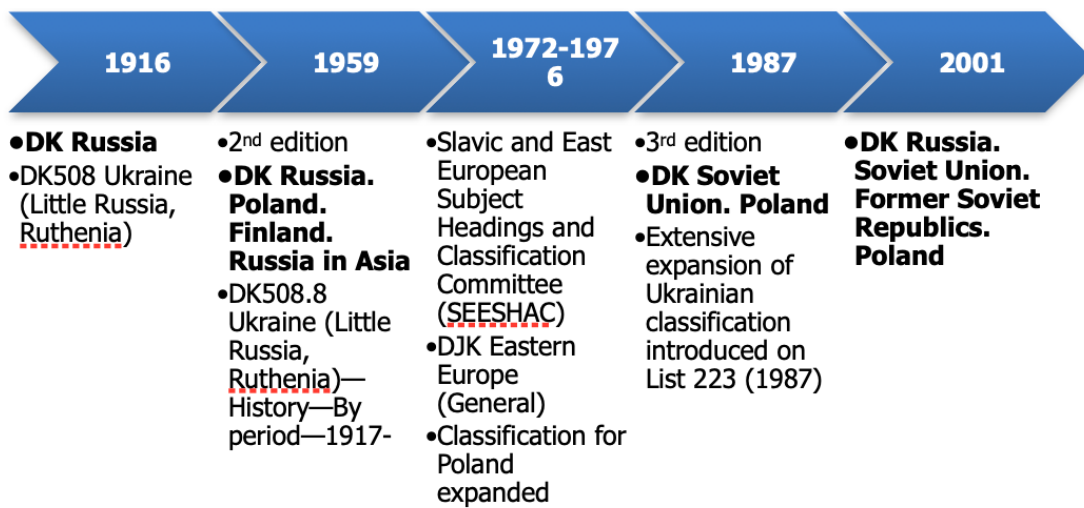 1916
1959
1972-197
6
1987
2001
•DK Russia
•DK508 Ukraine
(Little Russia,
Ruthenia)
•2nd edition
•DK Russia.
Poland.
Finland.
Russia in Asia
•DK508.8
Ukraine (Little
Russia,
Ruthenia)—
History—By
period—1917-
•Slavic and East
European
Subject
Headings and
Classification
Committee
(SEESHAC)
•DJK Eastern
Europe
(General)
•Classification for
Poland
expanded
•3rd edition
•DK Soviet
Union. Poland
•Extensive
expansion of
Ukrainian
classification
introduced on
List 223 (1987)
•DK Russia.
Soviet Union.
Former Soviet
Republics.
Poland